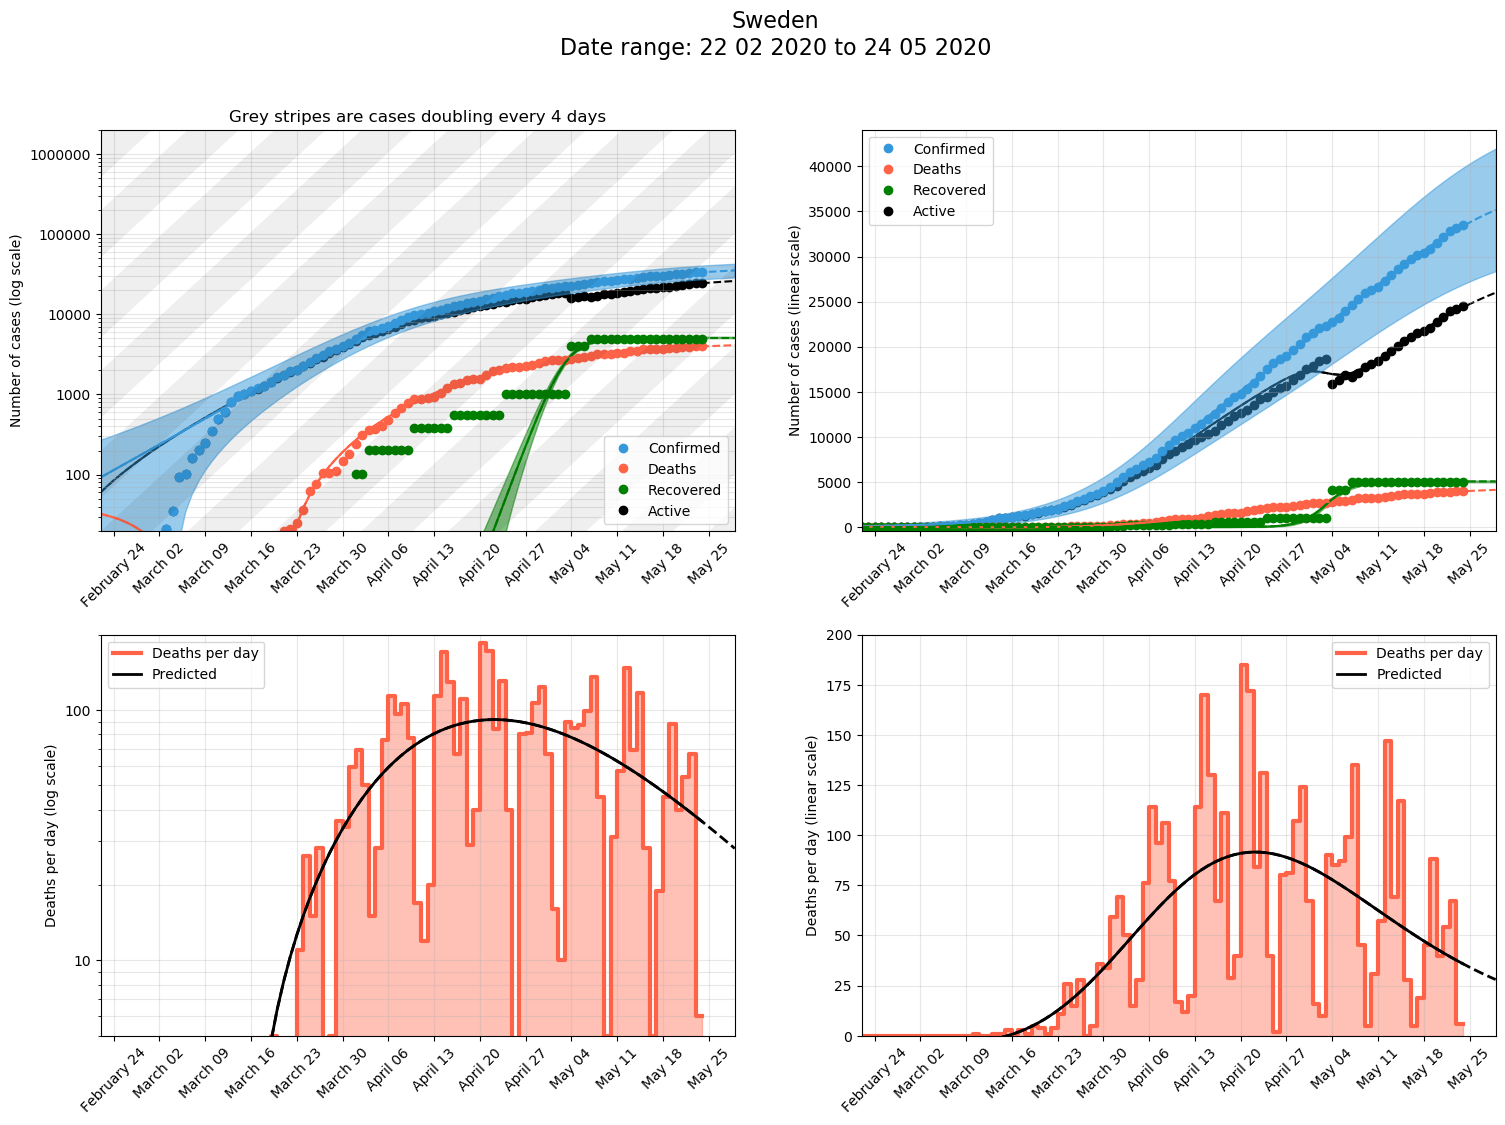 Sweden
Date range: 22 02 2020 to 24 05 2020
Grey stripes are cases doubling every 4 days
Number of cases (log scale)
1000000
100000
10000
1000
100
Confirmed
Deaths
Recovered
Active
February 24
March 02
March 09
March 16
March 23
March 30
April 06
April 13
April 20
April 27
May 04
May 11
May 18
May 25
Number of cases (linear scale)
40000
35000
30000
25000
20000
15000
10000
5000
0
Confirmed
Deaths
Recovered
Active
February 24
March 02
March 09
March 16
March 23
March 30
April 06
April 13
April 20
April 27
May 04
May 11
May 18
May 25
Deaths per day (log scale)
100
10
Deaths per day
Predicted
February 24
March 02
March 09
March 16
March 23
March 30
April 06
April 13
April 20
April 27
May 04
May 11
May 18
May 25
Deaths per day (linear scale)
200
175
150
125
100
75
50
25
0
Deaths per day
Predicted
February 24
March 02
March 09
March 16
March 23
March 30
April 06
April 13
April 20
April 27
May 04
May 11
May 18
May 25